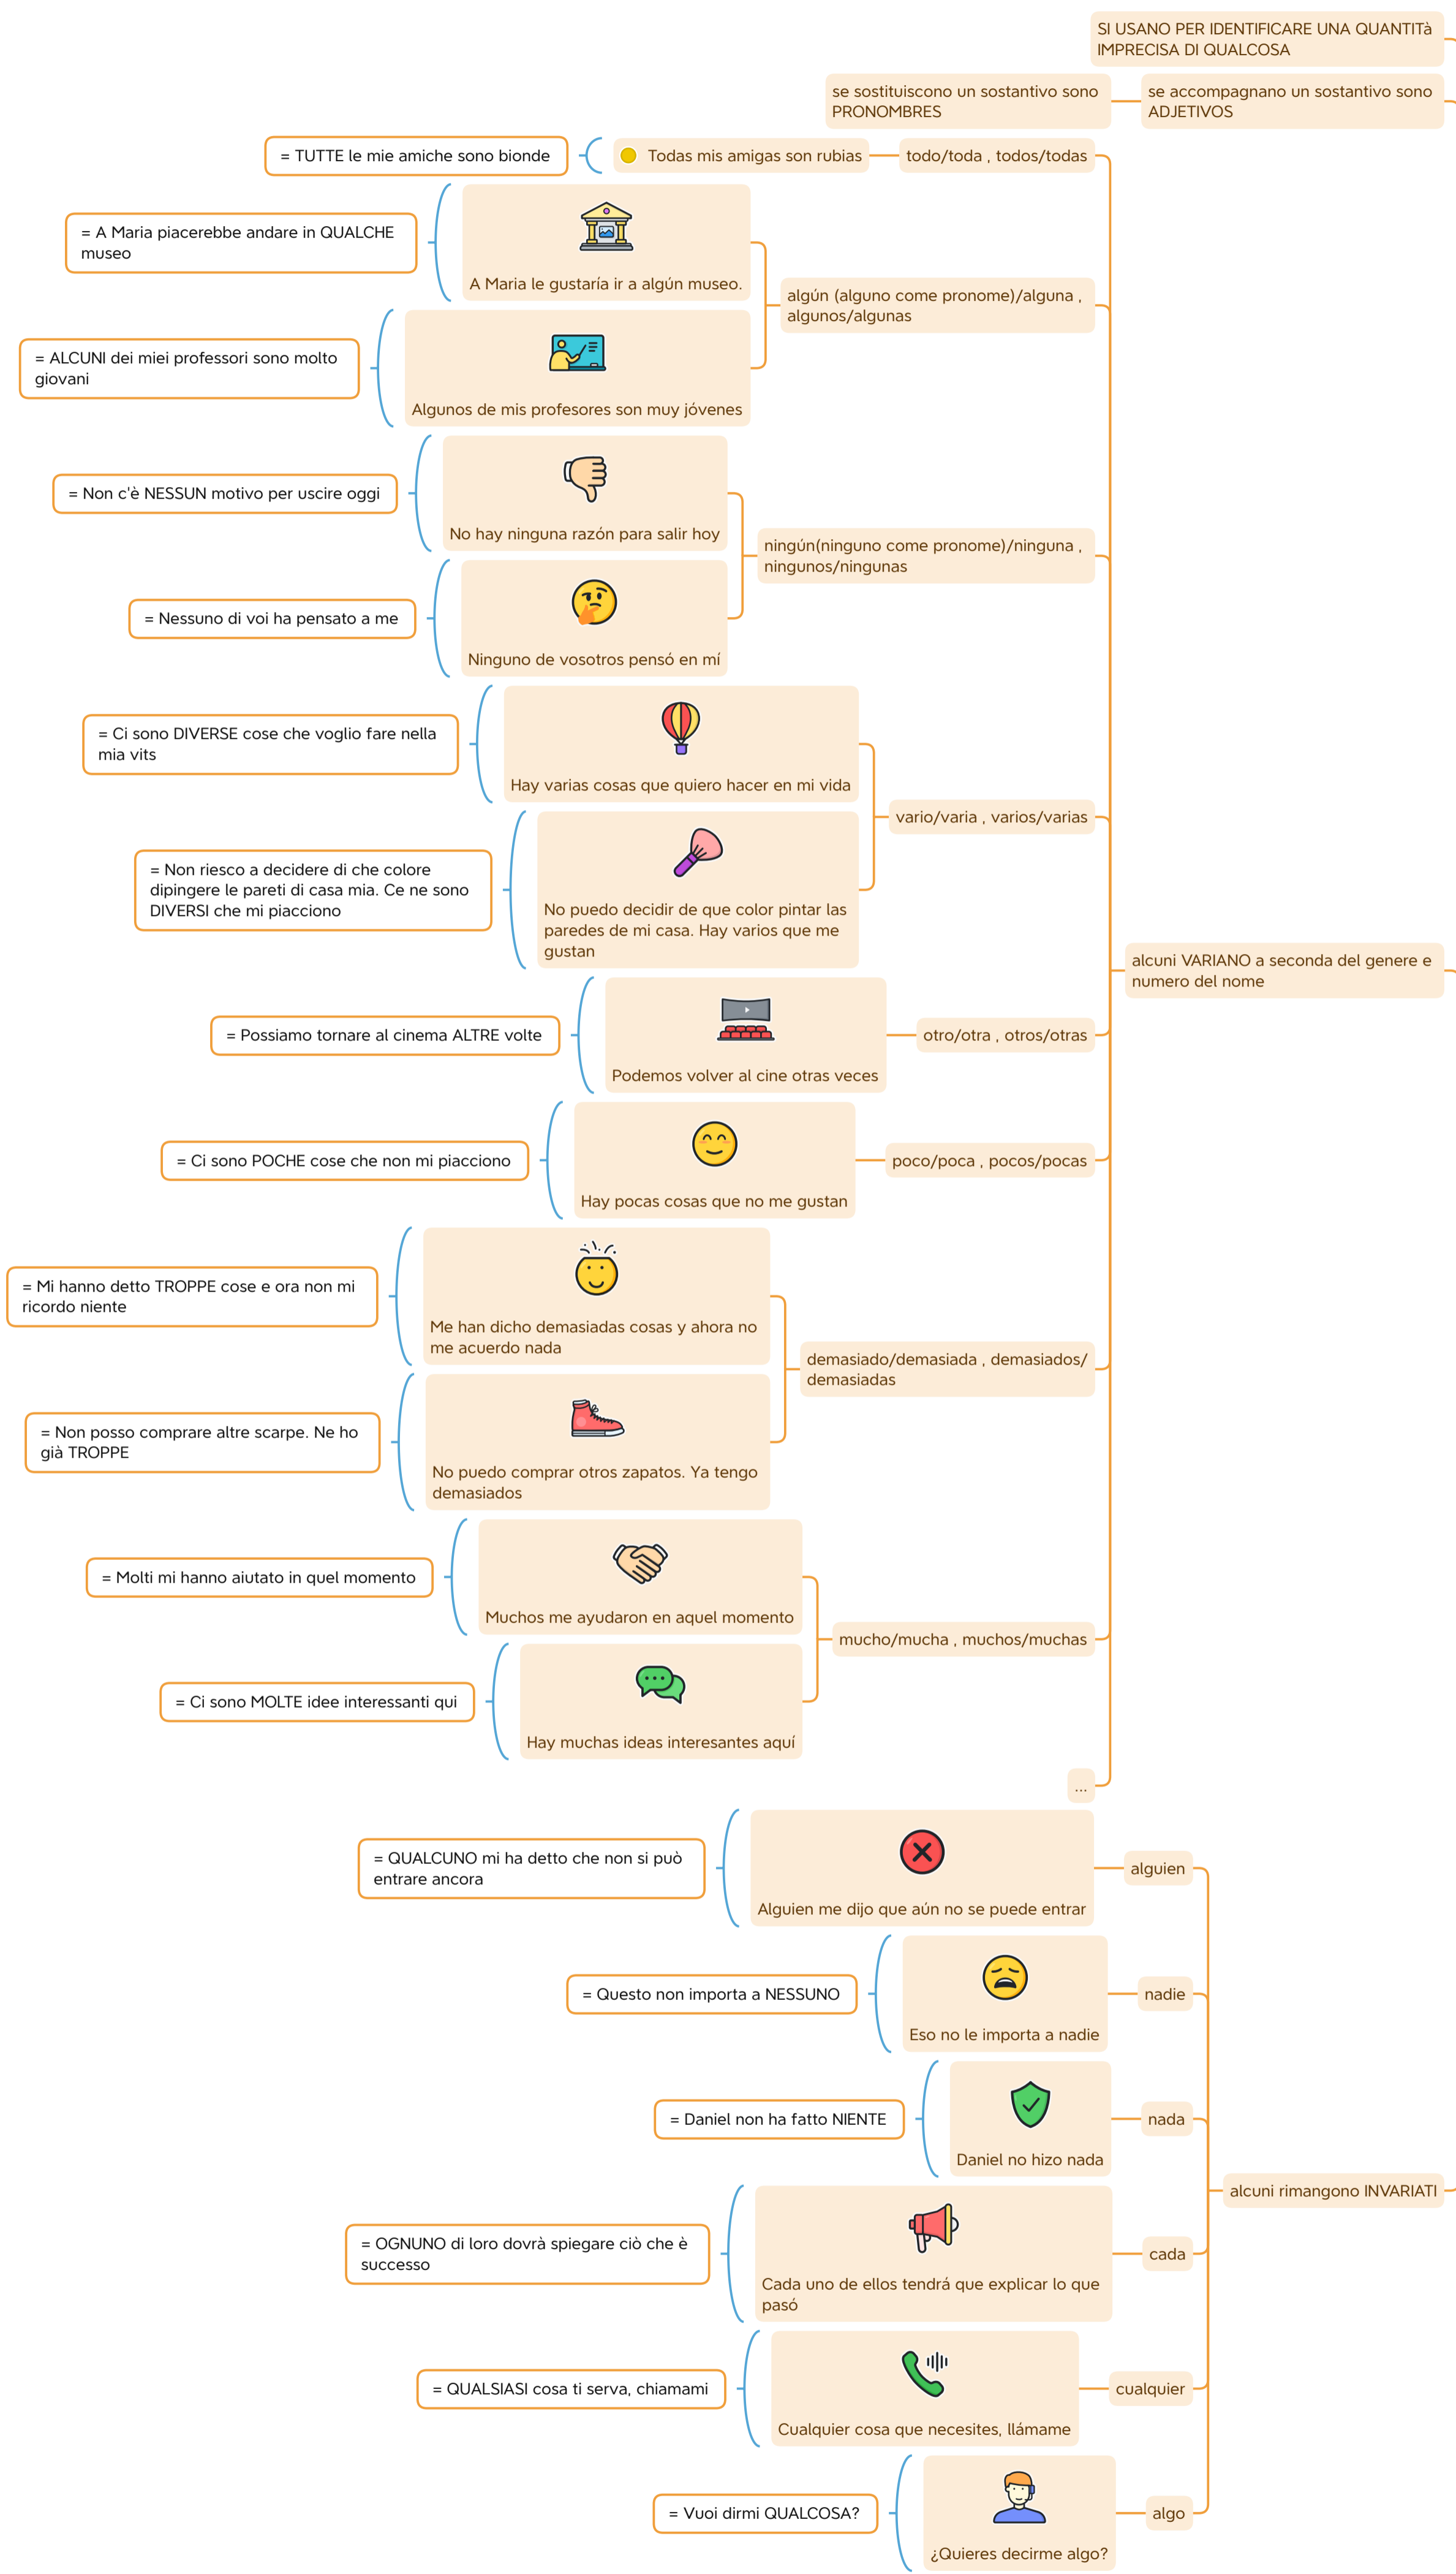 SI USANO PER IDENTIFICARE UNA QUANTITà
IMPRECISA DI QUALCOSA
se accompagnano un sostantivo sono
ADJETIVOS
se sostituiscono un sostantivo sono
PRONOMBRES
alcuni VARIANO a seconda del genere e
numero del nome
todo/toda , todos/todas
Todas mis amigas son rubias
= TUTTE le mie amiche sono bionde
algún (alguno come pronome)/alguna ,
algunos/algunas
A Maria le gustaría ir a algún museo.
= A Maria piacerebbe andare in QUALCHE
museo
Algunos de mis profesores son muy jóvenes
= ALCUNI dei miei professori sono molto
giovani
ningún(ninguno come pronome)/ninguna ,
ningunos/ningunas
No hay ninguna razón para salir hoy
= Non c'è NESSUN motivo per uscire oggi
Ninguno de vosotros pensó en mí
= Nessuno di voi ha pensato a me
vario/varia , varios/varias
Hay varias cosas que quiero hacer en mi vida
= Ci sono DIVERSE cose che voglio fare nella
mia vits
No puedo decidir de que color pintar las
paredes de mi casa. Hay varios que me
gustan
= Non riesco a decidere di che colore
dipingere le pareti di casa mia. Ce ne sono
DIVERSI che mi piacciono
otro/otra , otros/otras
Podemos volver al cine otras veces
= Possiamo tornare al cinema ALTRE volte
poco/poca , pocos/pocas
Hay pocas cosas que no me gustan
= Ci sono POCHE cose che non mi piacciono
demasiado/demasiada , demasiados/
demasiadas
Me han dicho demasiadas cosas y ahora no
me acuerdo nada
= Mi hanno detto TROPPE cose e ora non mi
ricordo niente
No puedo comprar otros zapatos. Ya tengo
demasiados
= Non posso comprare altre scarpe. Ne ho
già TROPPE
mucho/mucha , muchos/muchas
Muchos me ayudaron en aquel momento
= Molti mi hanno aiutato in quel momento
Hay muchas ideas interesantes aquí
= Ci sono MOLTE idee interessanti qui
...
alcuni rimangono INVARIATI
alguien
Alguien me dijo que aún no se puede entrar
= QUALCUNO mi ha detto che non si può
entrare ancora
nadie
Eso no le importa a nadie
= Questo non importa a NESSUNO
nada
Daniel no hizo nada
= Daniel non ha fatto NIENTE
cada
Cada uno de ellos tendrá que explicar lo que
pasó
= OGNUNO di loro dovrà spiegare ciò che è
successo
cualquier
Cualquier cosa que necesites, llámame
= QUALSIASI cosa ti serva, chiamami
algo
¿Quieres decirme algo?
= Vuoi dirmi QUALCOSA?